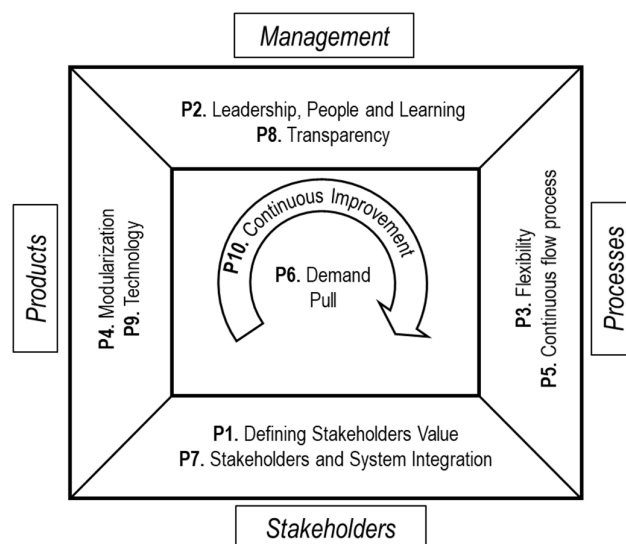 Management
P2. Leadership, People and Learning
P8. Transparency
Products
P4. Modularization
P9. Technology
P10. Continuous Improvement
P6. Demand
Pull
P3. Flexibility
P5. Continuous flow process
Processes
P1. Defining Stakeholders Value
P7. Stakeholders and System Integration
Stakeholders